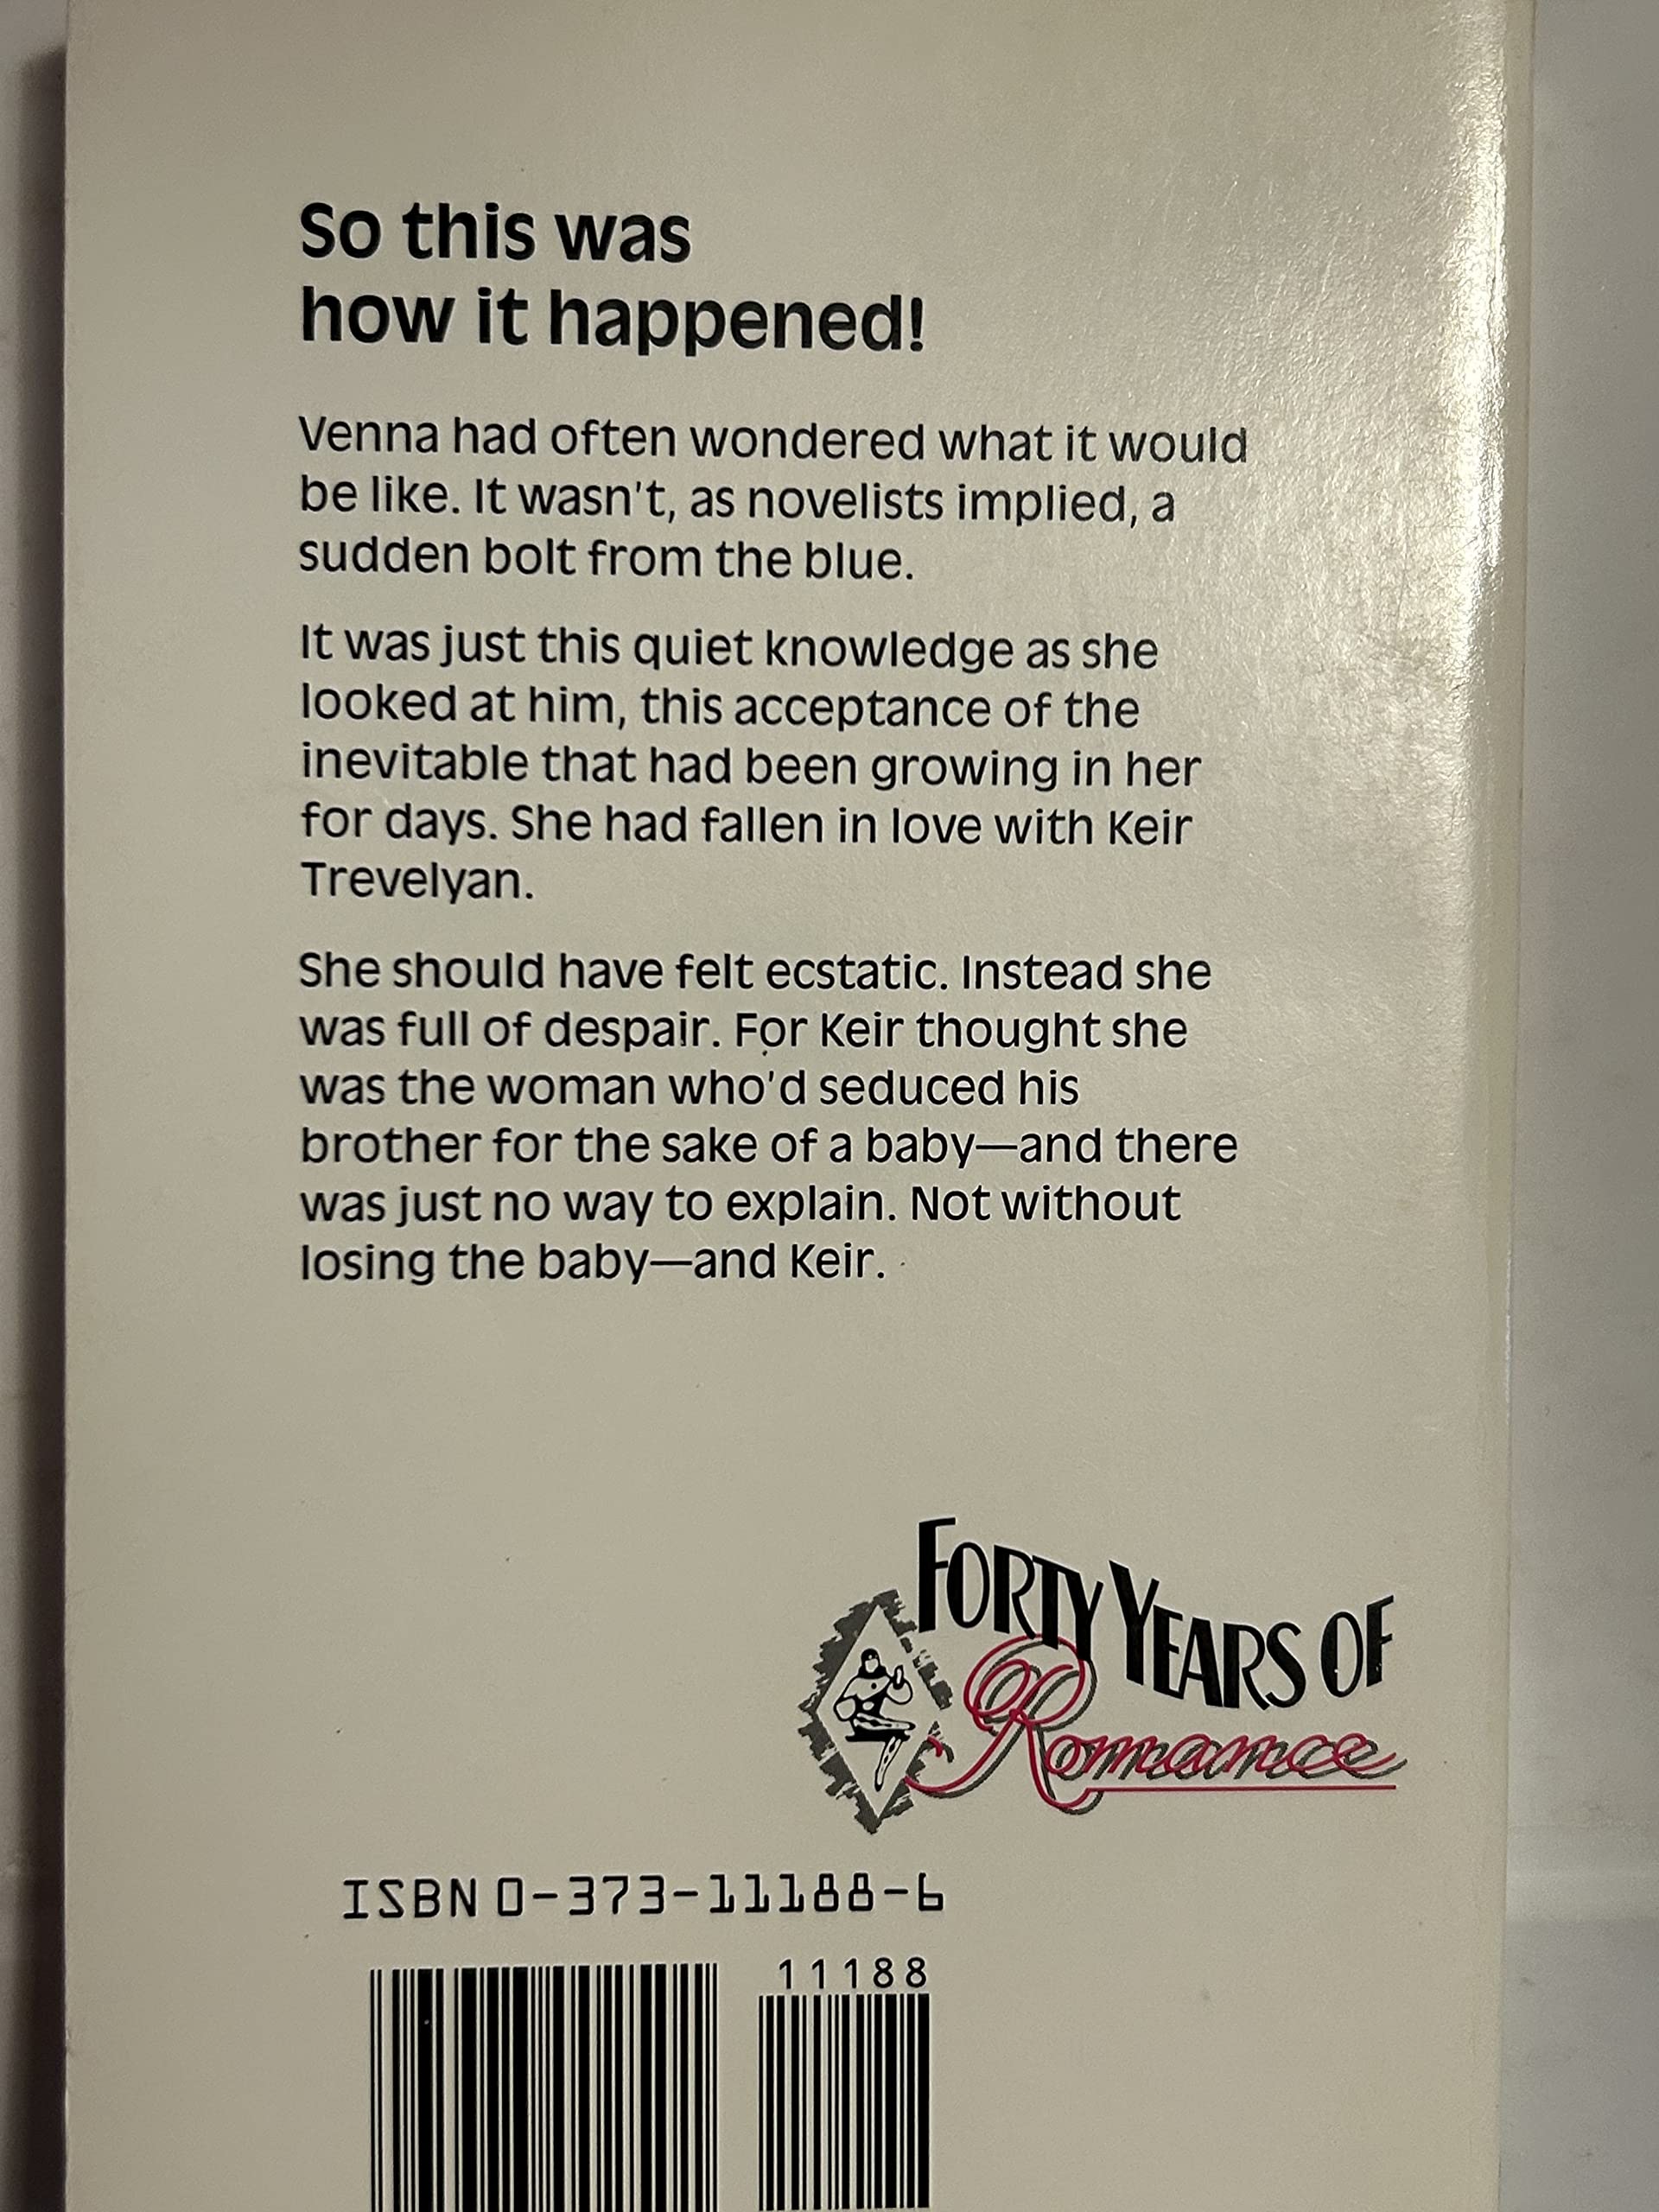 So this was
how it happened!
Venna had often wondered what it would
be like. It wasn't, as novelists implied, a
sudden bolt from the blue.
It was just this quiet knowledge as she
looked at him, this acceptance of the
inevitable that had been growing in her
for days. She had fallen in love with Keir
Trevelyan.
She should have felt ecstatic. Instead she
was full of despair. For Keir thought she
was the woman who'd seduced his
brother for the sake of a baby—and there
was just no way to explain. Not without
losing the baby—and Keir.
FORTY YEARS OF
Romance
ISBN 0-373-11188-6
11188